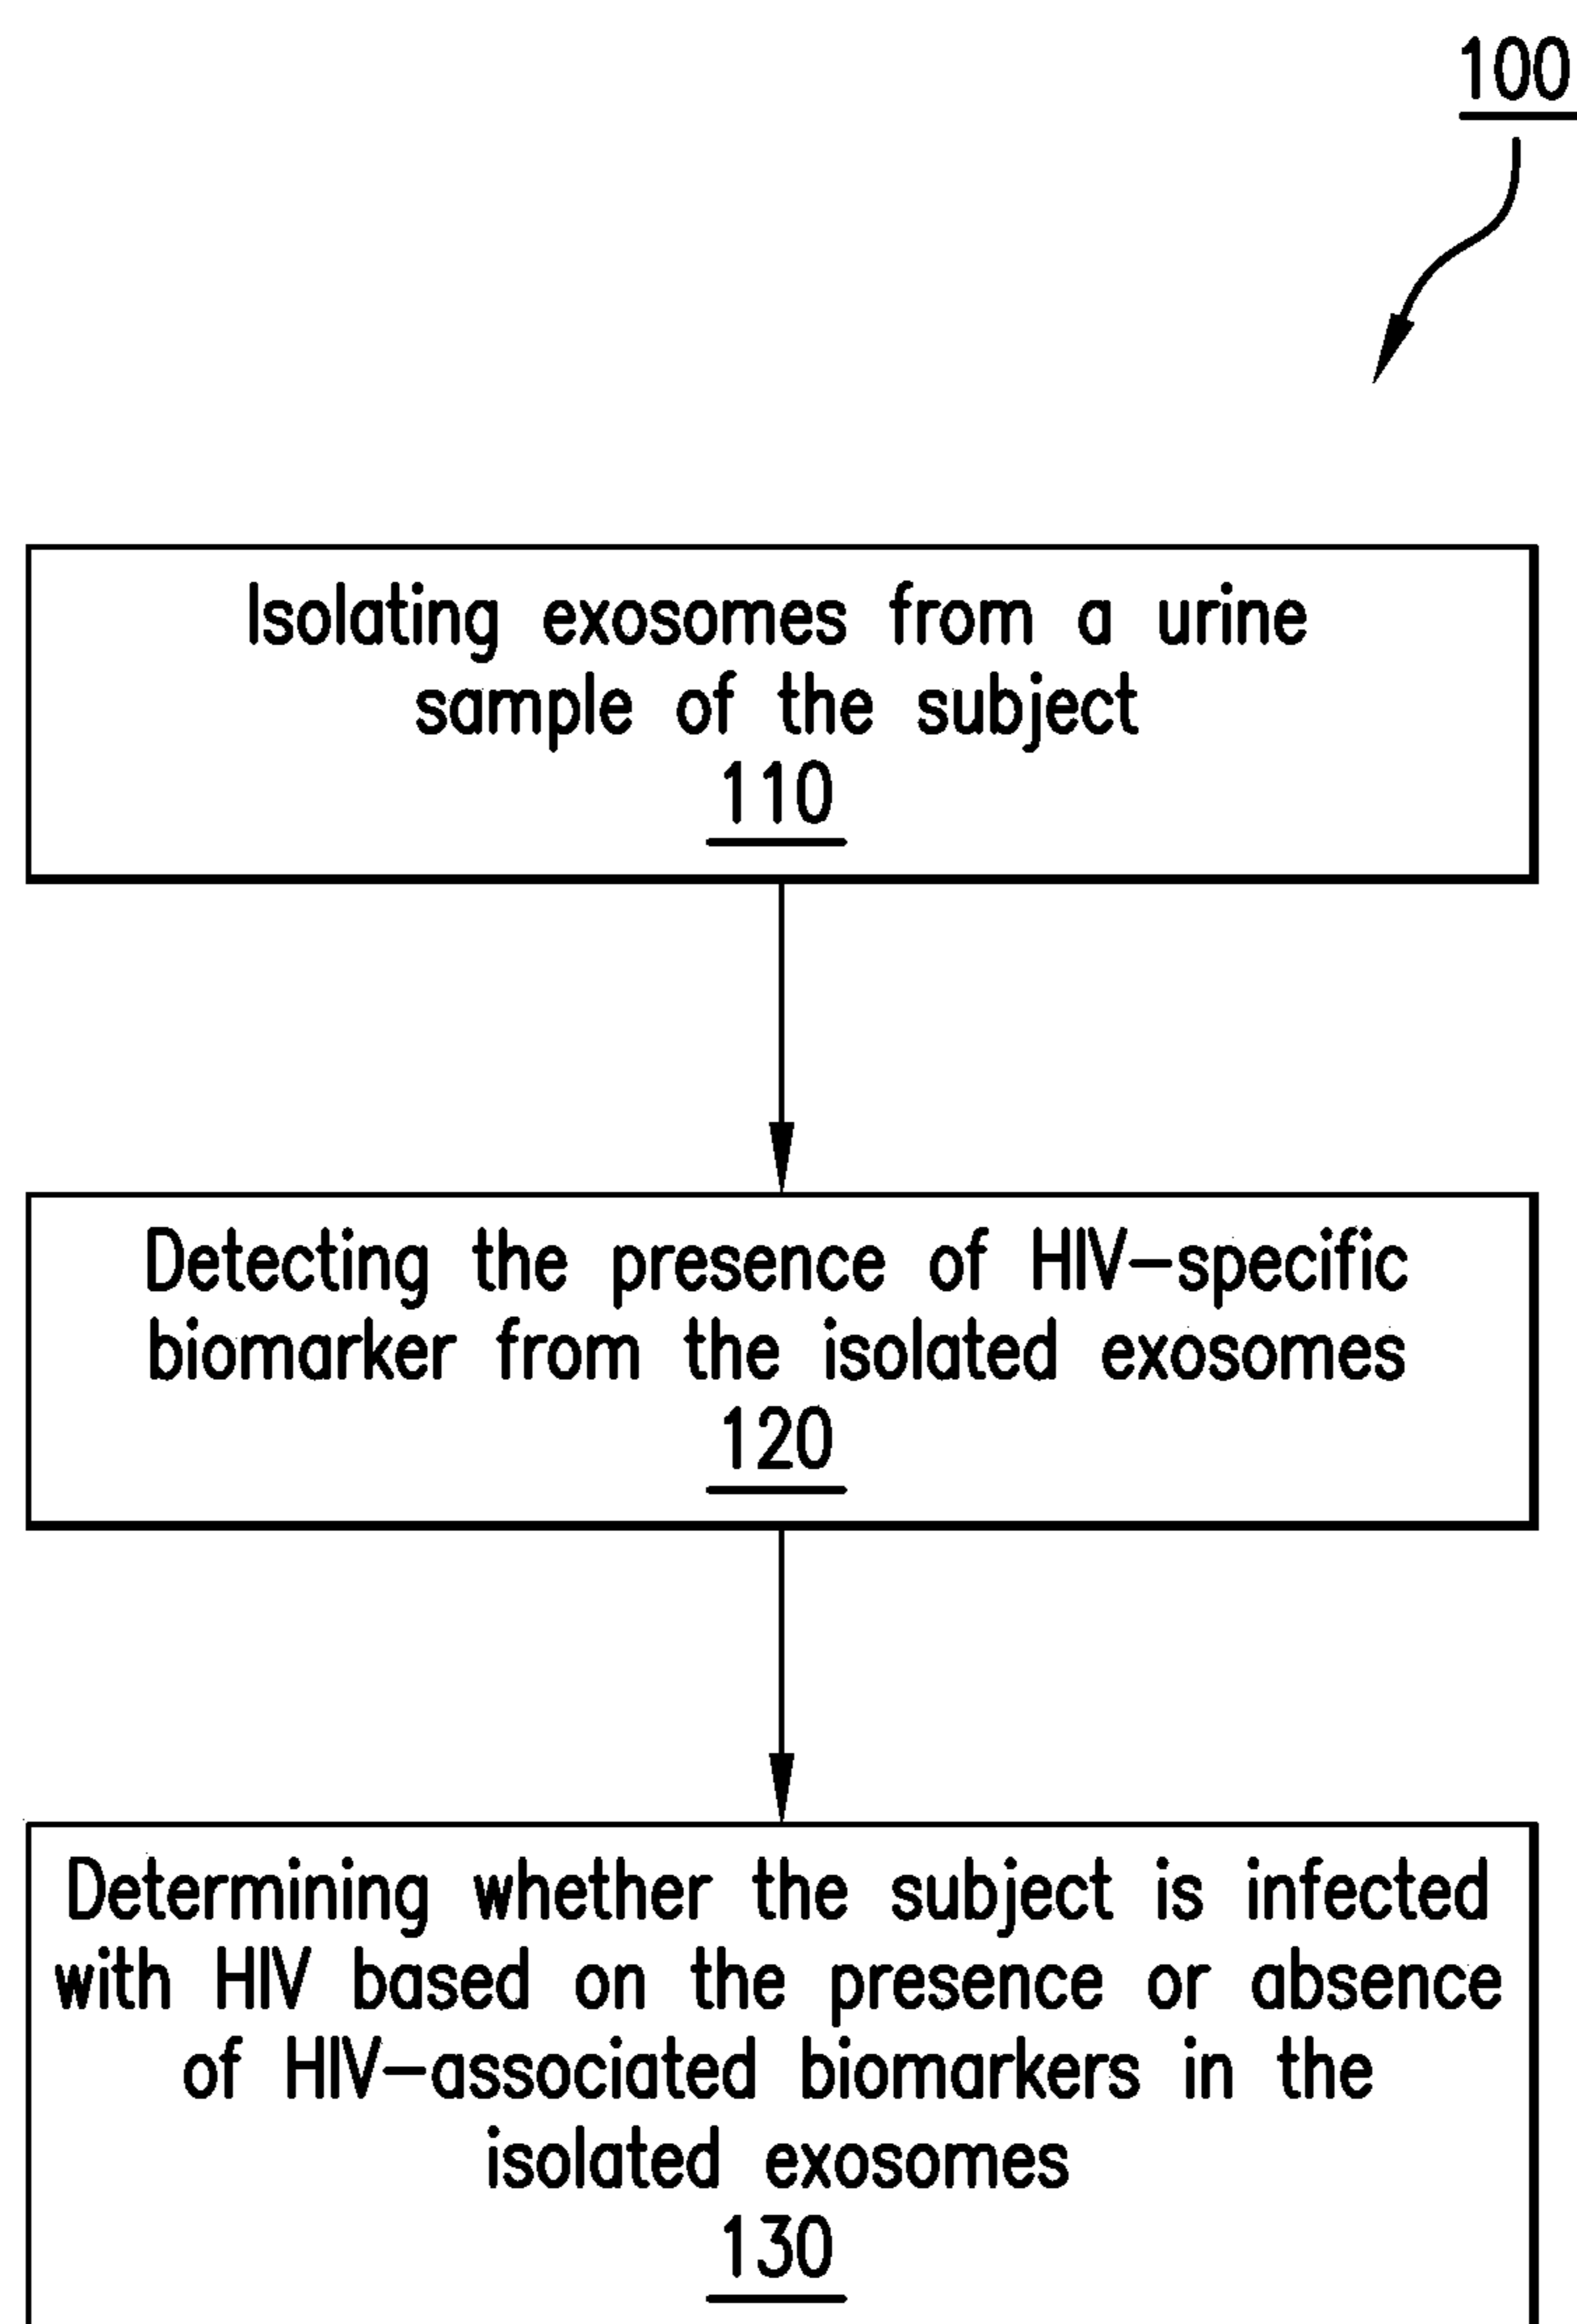 100
Isolating exosomes from a urine
sample of the subject
110
Detecting the presence of HIV-specific
biomarker from the isolated exosomes
120
Determining whether the subject is infected
with HIV based on the presence or absence
of HIV-associated biomarkers in the
isolated exosomes
130